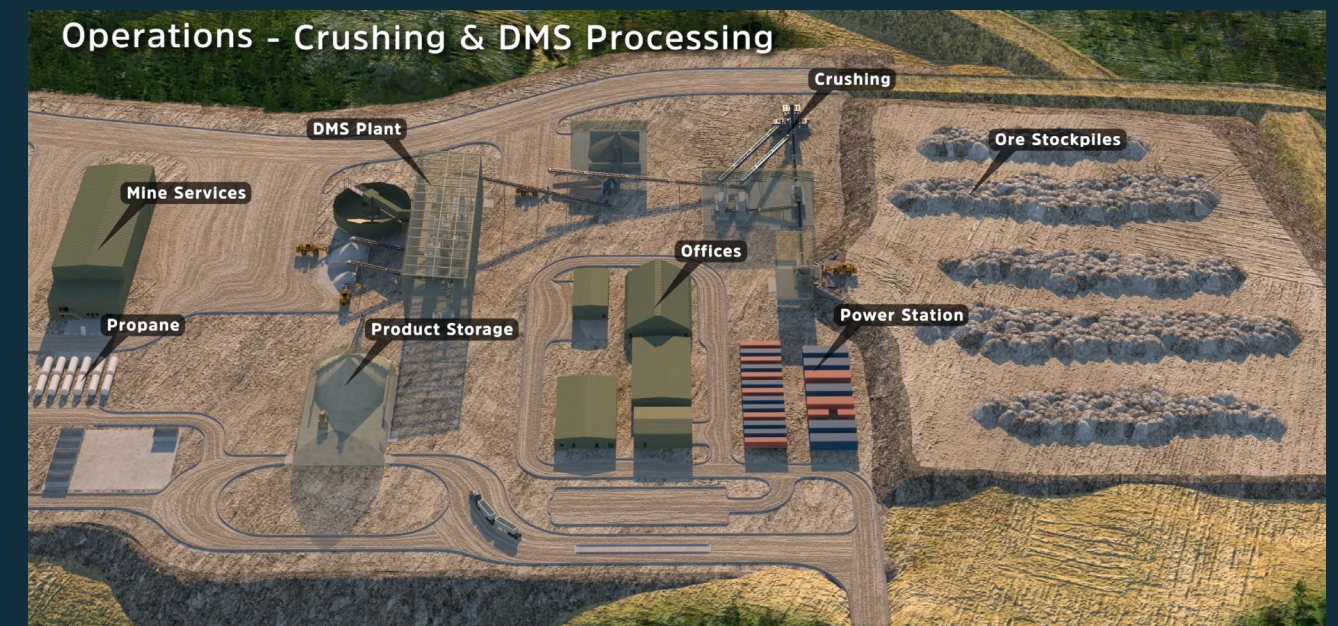 Operations - Crushing & DMS Processing
Crushing
DMS Plant
Ore Stockpiles
Mine Services
Offices
Power Station
Propane
Product Storage